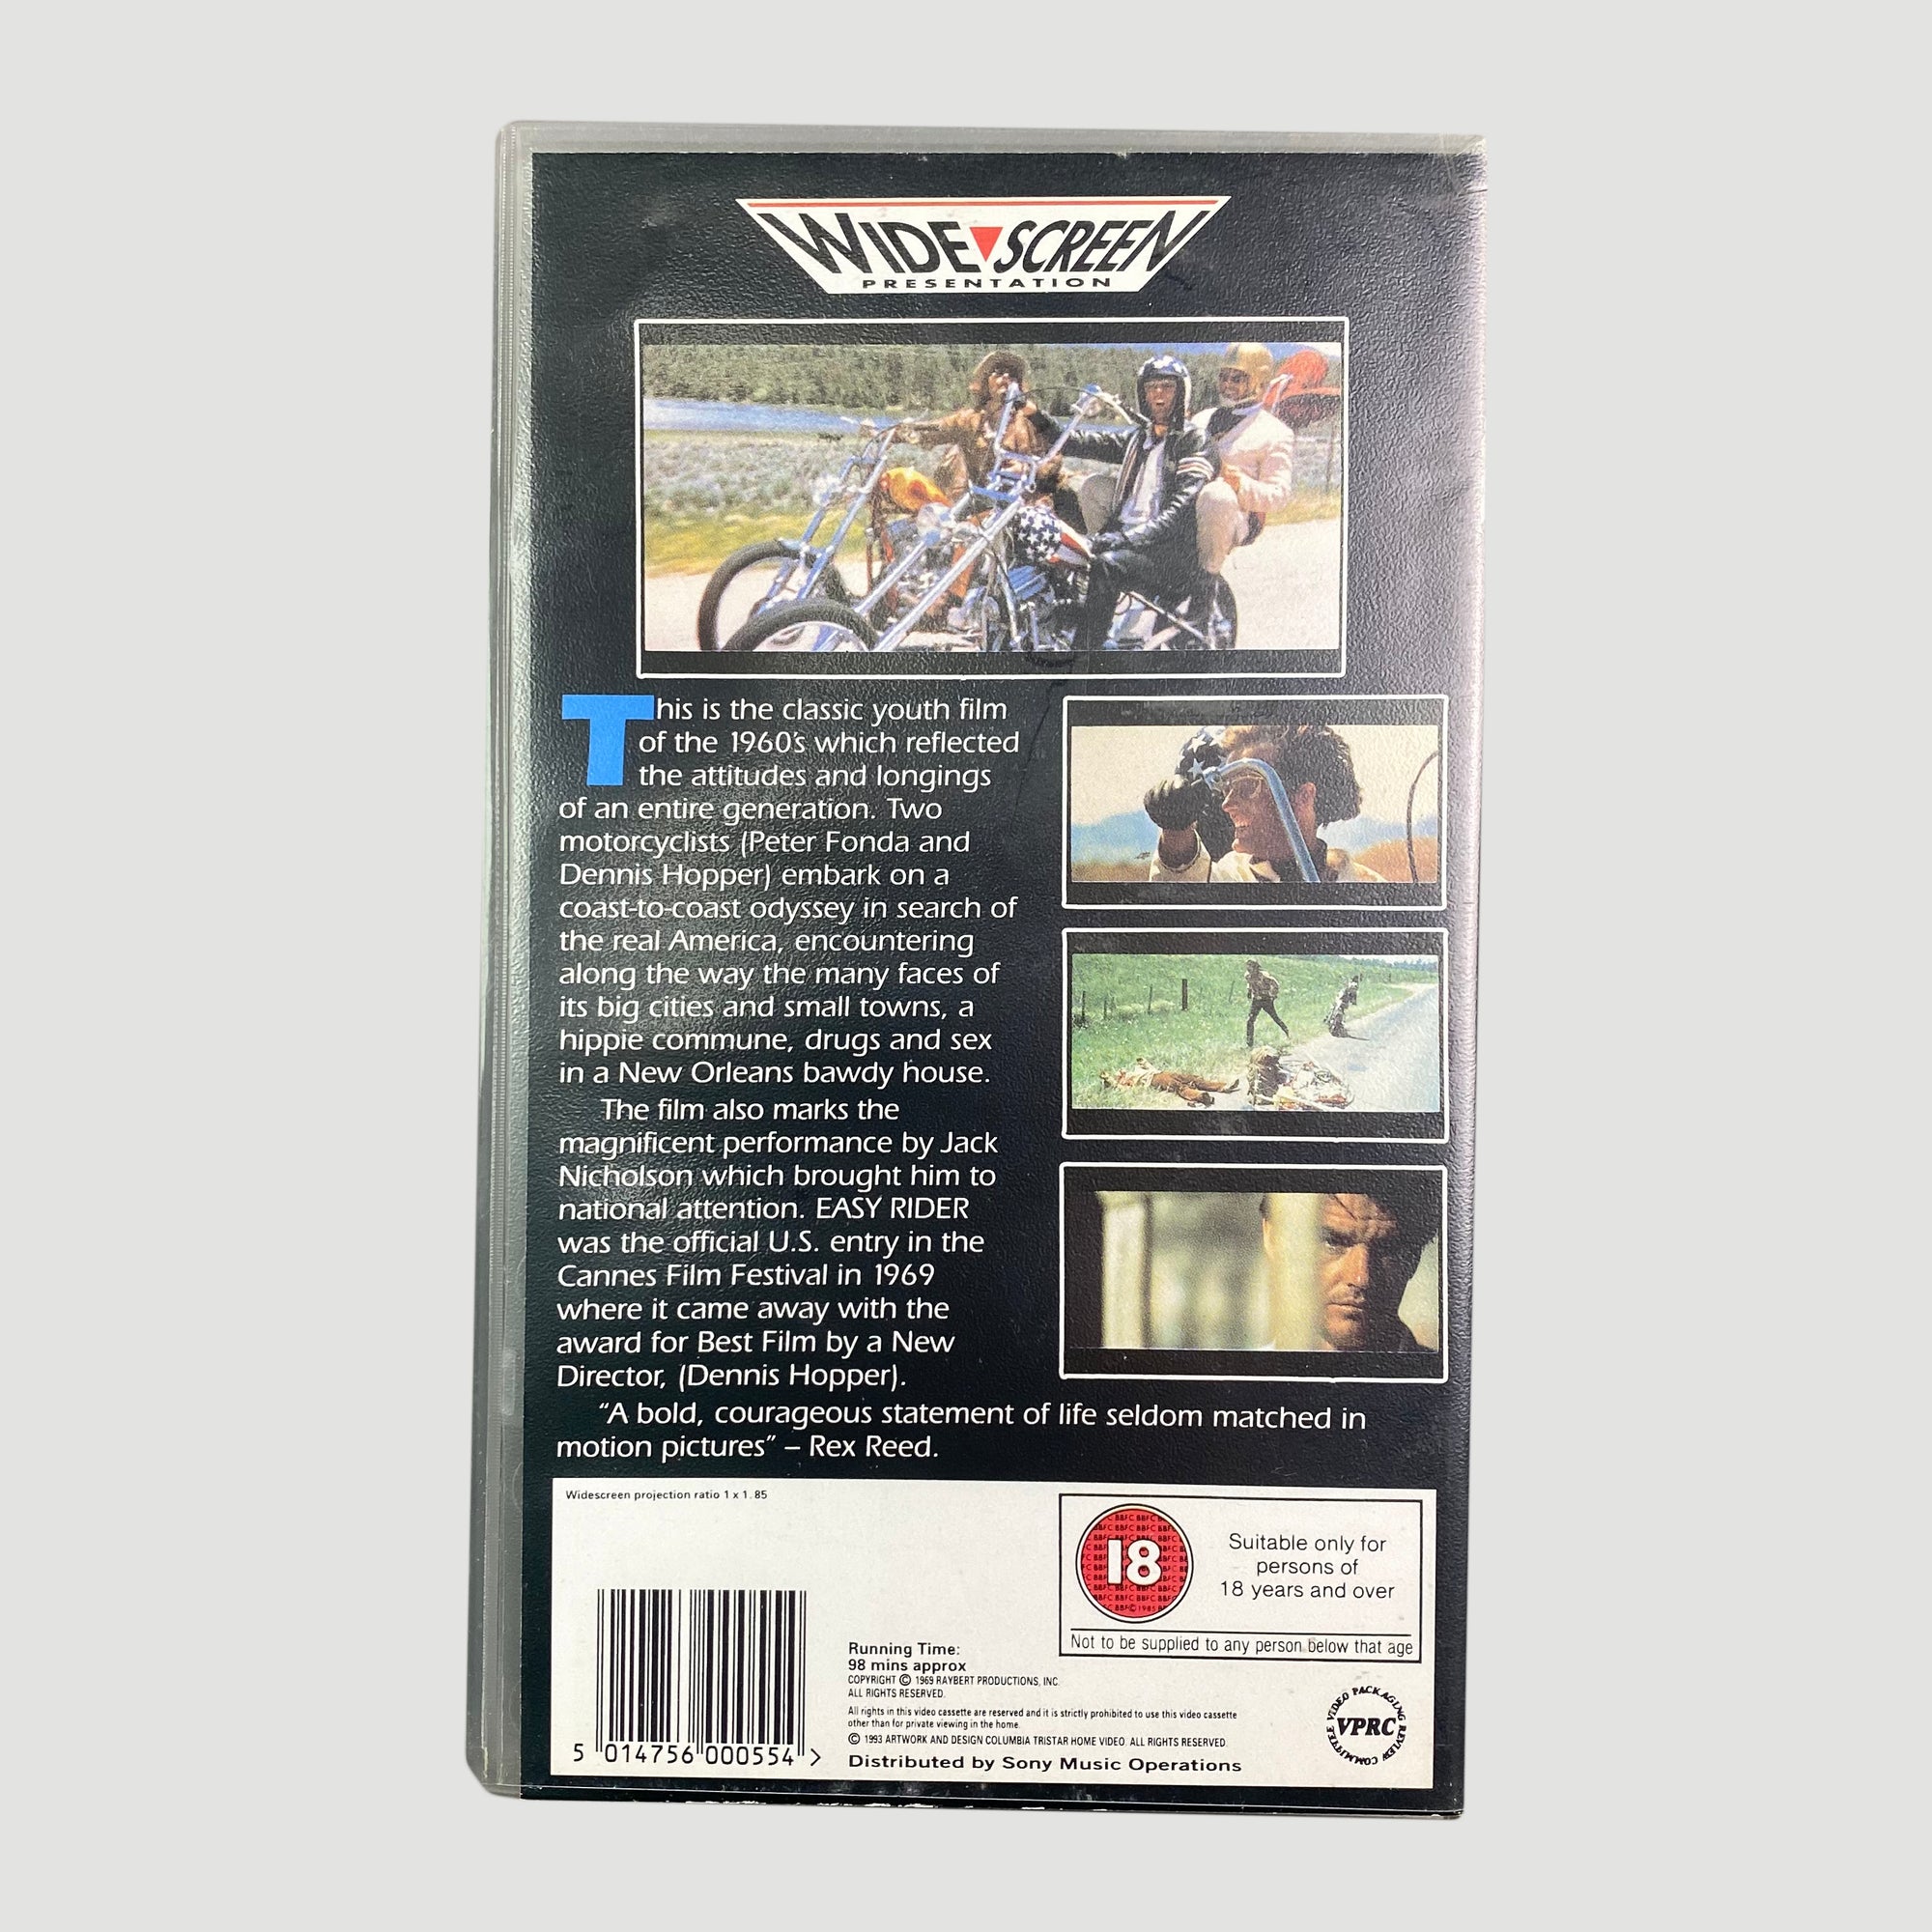 WIDE SCREEN
PRESENTATION
This is the classic youth film
of the 1960's which reflected
the attitudes and longings
of an entire generation. Two
motorcyclists (Peter Fonda and
Dennis Hopper) embark on a
coast-to-coast odyssey in search of
the real America, encountering
along the way the many faces of
its big cities and small towns, a
hippie commune, drugs and sex
in a New Orleans bawdy house.
The film also marks the
magnificent performance by Jack
Nicholson which brought him to
national attention. EASY RIDER
was the official U.S. entry in the
Cannes Film Festival in 1969
where it came away with the
award for Best Film by a New
Director, (Dennis Hopper).
“A bold, courageous statement of life seldom matched in
motion pictures” – Rex Reed.
Widescreen projection ratio 1 x 1.85
18
Suitable only for
persons of
18 years and over
Not to be supplied to any person below that age
Running Time:
98 mins approx
COPYRIGHT © 1969 RAYBERT PRODUCTIONS, INC.
ALL RIGHTS RESERVED.
All rights in this video cassette are reserved and it is strictly prohibited to use this video cassette
other than for private viewing in the home.
© 1993 ARTWORK AND DESIGN COLUMBIA TRISTAR HOME VIDEO. ALL RIGHTS RESERVED.
Distributed by Sony Music Operations
5 014756 000554 >
VIDEO PACKAGING REVIEW COMMITTEE
VPRC